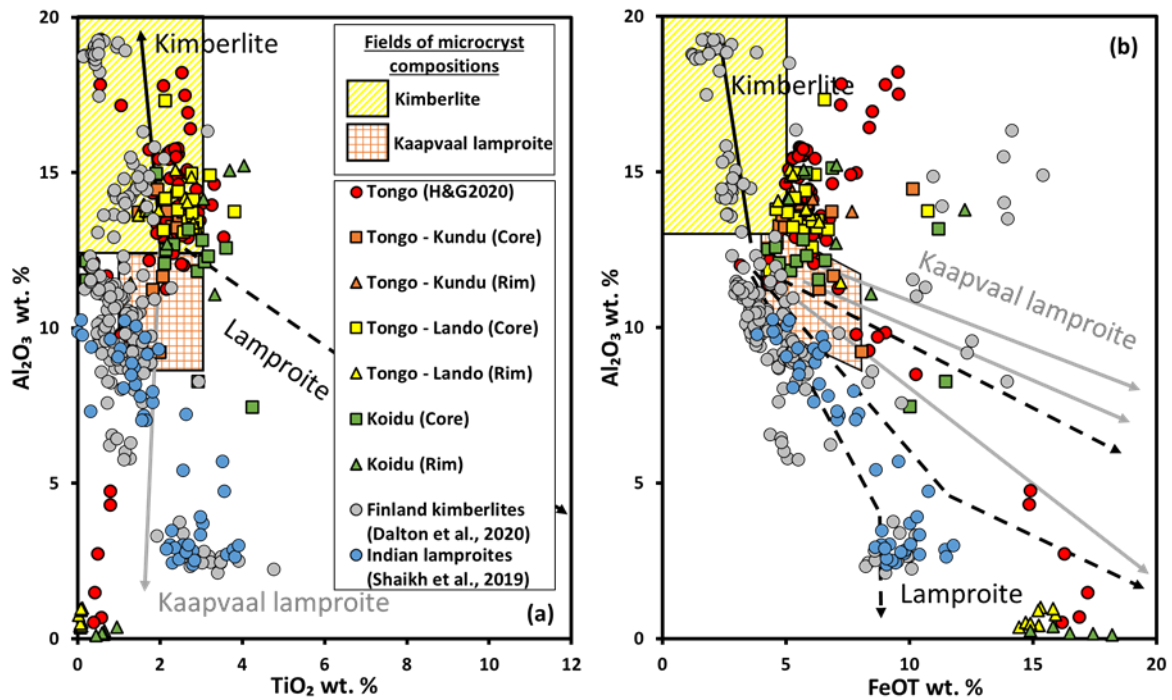 20
15
10
5
0
Al₂O₃ wt. %
0
2
4
6
8
10
12
TiO₂ wt. %
Kimberlite
Lamproite
Kaapvaal lamproite
(a)
Fields of microcryst
compositions
Kimberlite
Kaapvaal lamproite
Tongo (H&G2020)
Tongo - Kundu (Core)
Tongo - Kundu (Rim)
Tongo - Lando (Core)
Tongo - Lando (Rim)
Koidu (Core)
Koidu (Rim)
Finland kimberlites
(Dalton et al., 2020)
Indian lamproites
(Shaikh et al., 2019)
20
15
10
5
0
Al₂O₃ wt. %
0
5
10
15
20
FeOT wt. %
(b)
Kimberlite
Kaapvaal lamproite
Lamproite